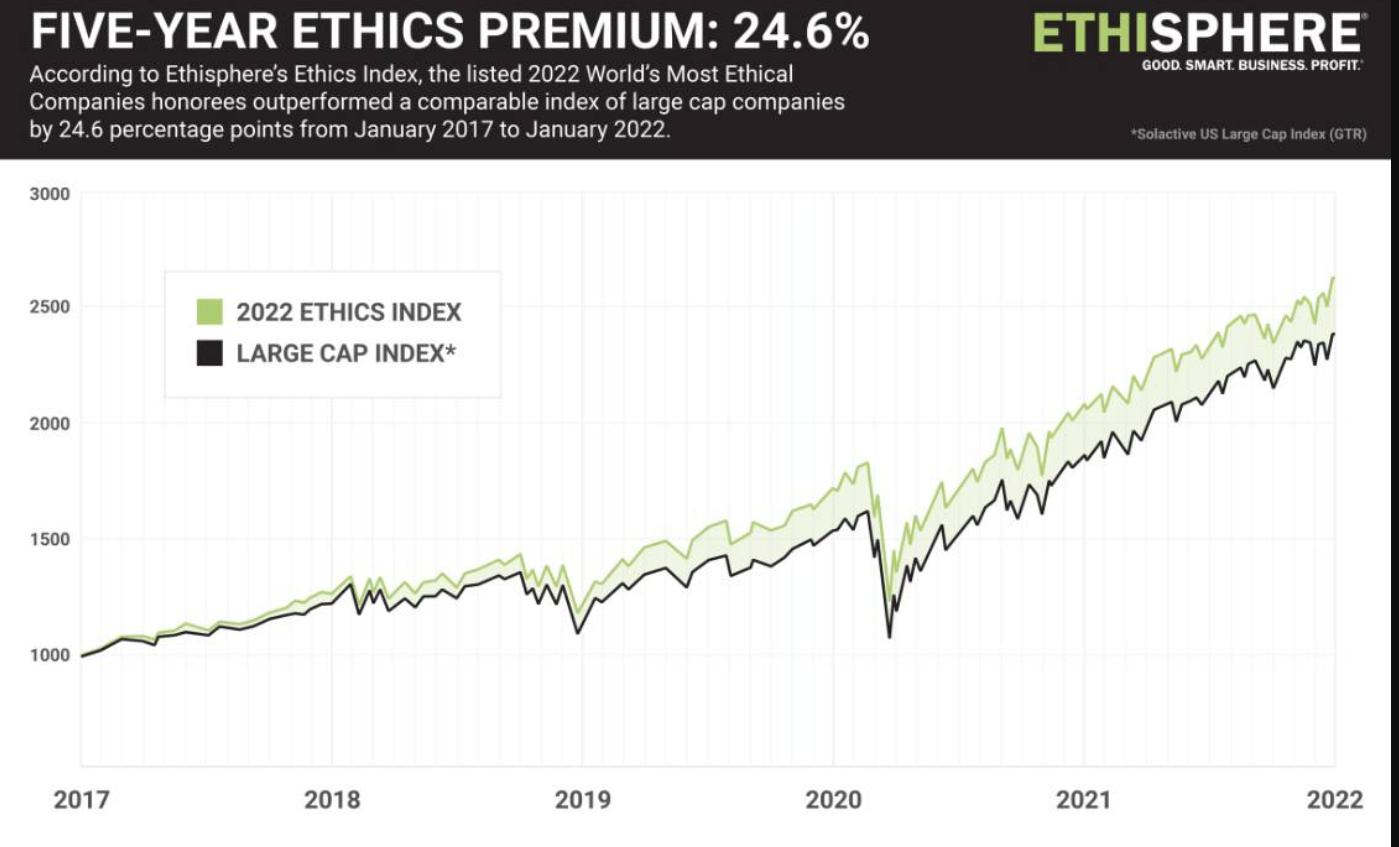 FIVE-YEAR ETHICS PREMIUM: 24.6%
According to Ethisphere's Ethics Index, the listed 2022 World's Most Ethical
Companies honorees outperformed a comparable index of large cap companies
by 24.6 percentage points from January 2017 to January 2022.
ETHISPHERE®
GOOD. SMART. BUSINESS. PROFIT.®
*Solactive US Large Cap Index (GTR)
3000
2500
2000
1500
1000
2022 ETHICS INDEX
LARGE CAP INDEX*
2017 2018 2019 2020 2021 2022